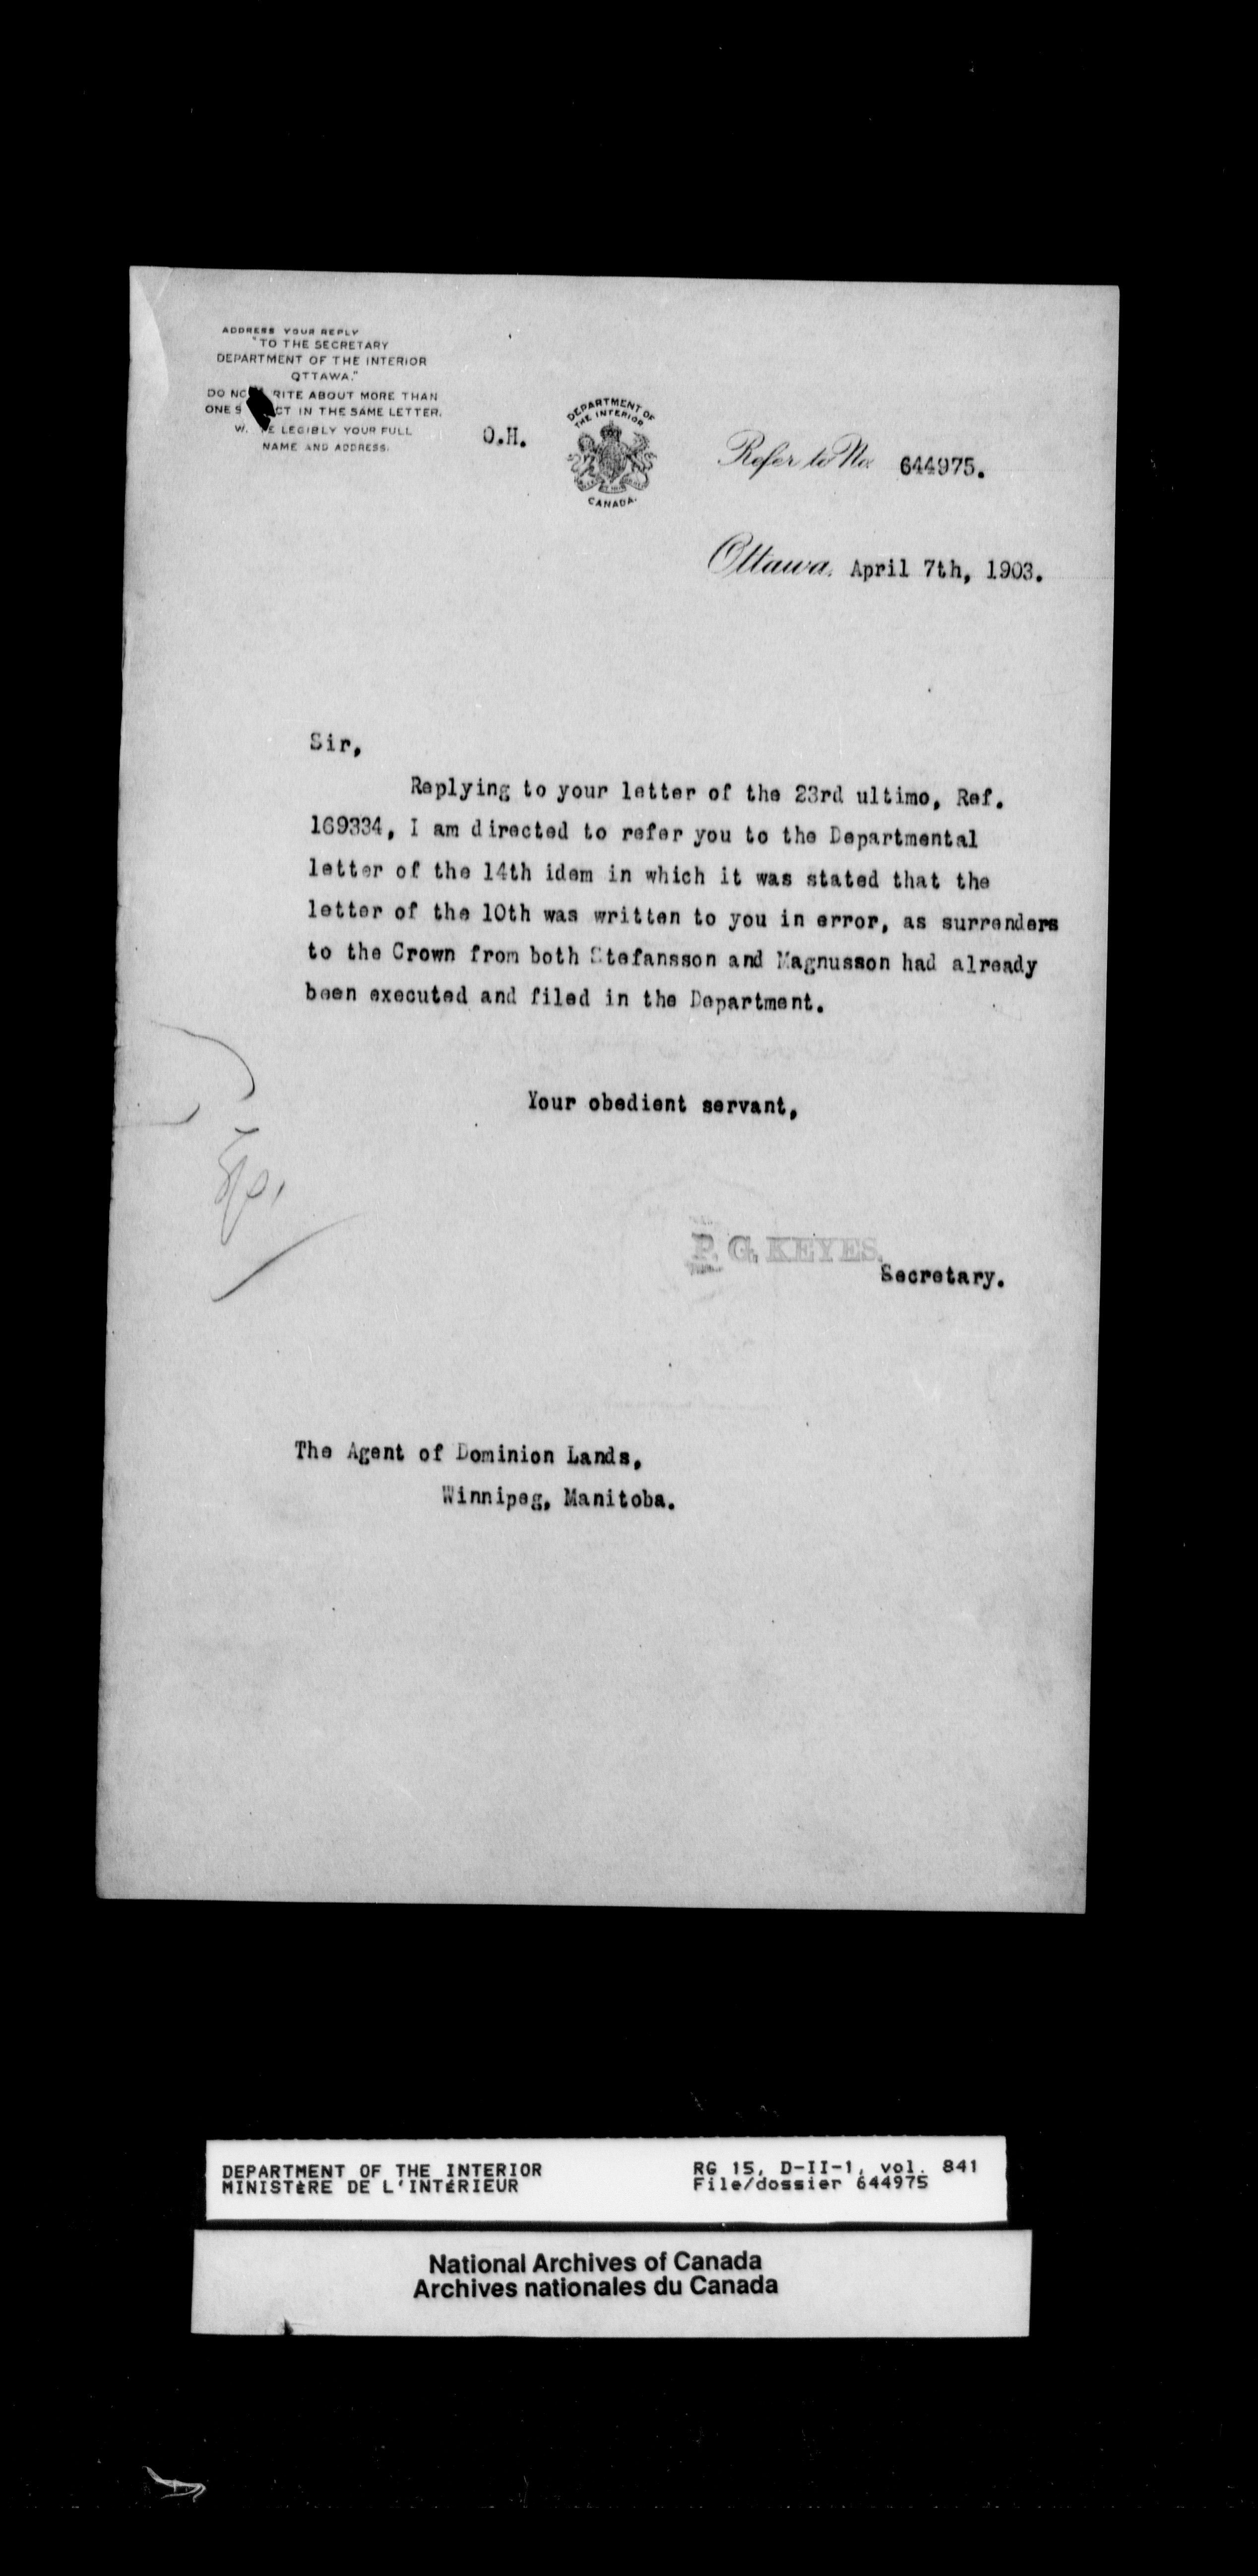 ADDRESS YOUR REPLY
"TO THE SECRETARY
DEPARTMENT OF THE INTERIOR
OTTAWA."
DO NO RITE ABOUT MORE THAN
ONE S CT IN THE SAME LETTER.
W E LEGIBLY YOUR FULL
NAME AND ADDRESS.
O.H.
DEPARTMENT OF
THE INTERIOR
CANADA.
Refer to No. 644975.
Ottawa, April 7th, 1903.
Sir,
Replying to your letter of the 23rd ultimo, Ref.
169334, I am directed to refer you to the Departmental
letter of the 14th idem in which it was stated that the
letter of the 10th was written to you in error, as surrenders
to the Crown from both Stefansson and Magnusson had already
been executed and filed in the Department.
Your obedient servant,
P. G. KEYES,
Secretary.
The Agent of Dominion Lands,
Winnipeg, Manitoba.
DEPARTMENT OF THE INTERIOR
MINISTÈRE DE L'INTÉRIEUR
RG 15, D-II-1, vol. 841
File/dossier 644975
National Archives of Canada
Archives nationales du Canada